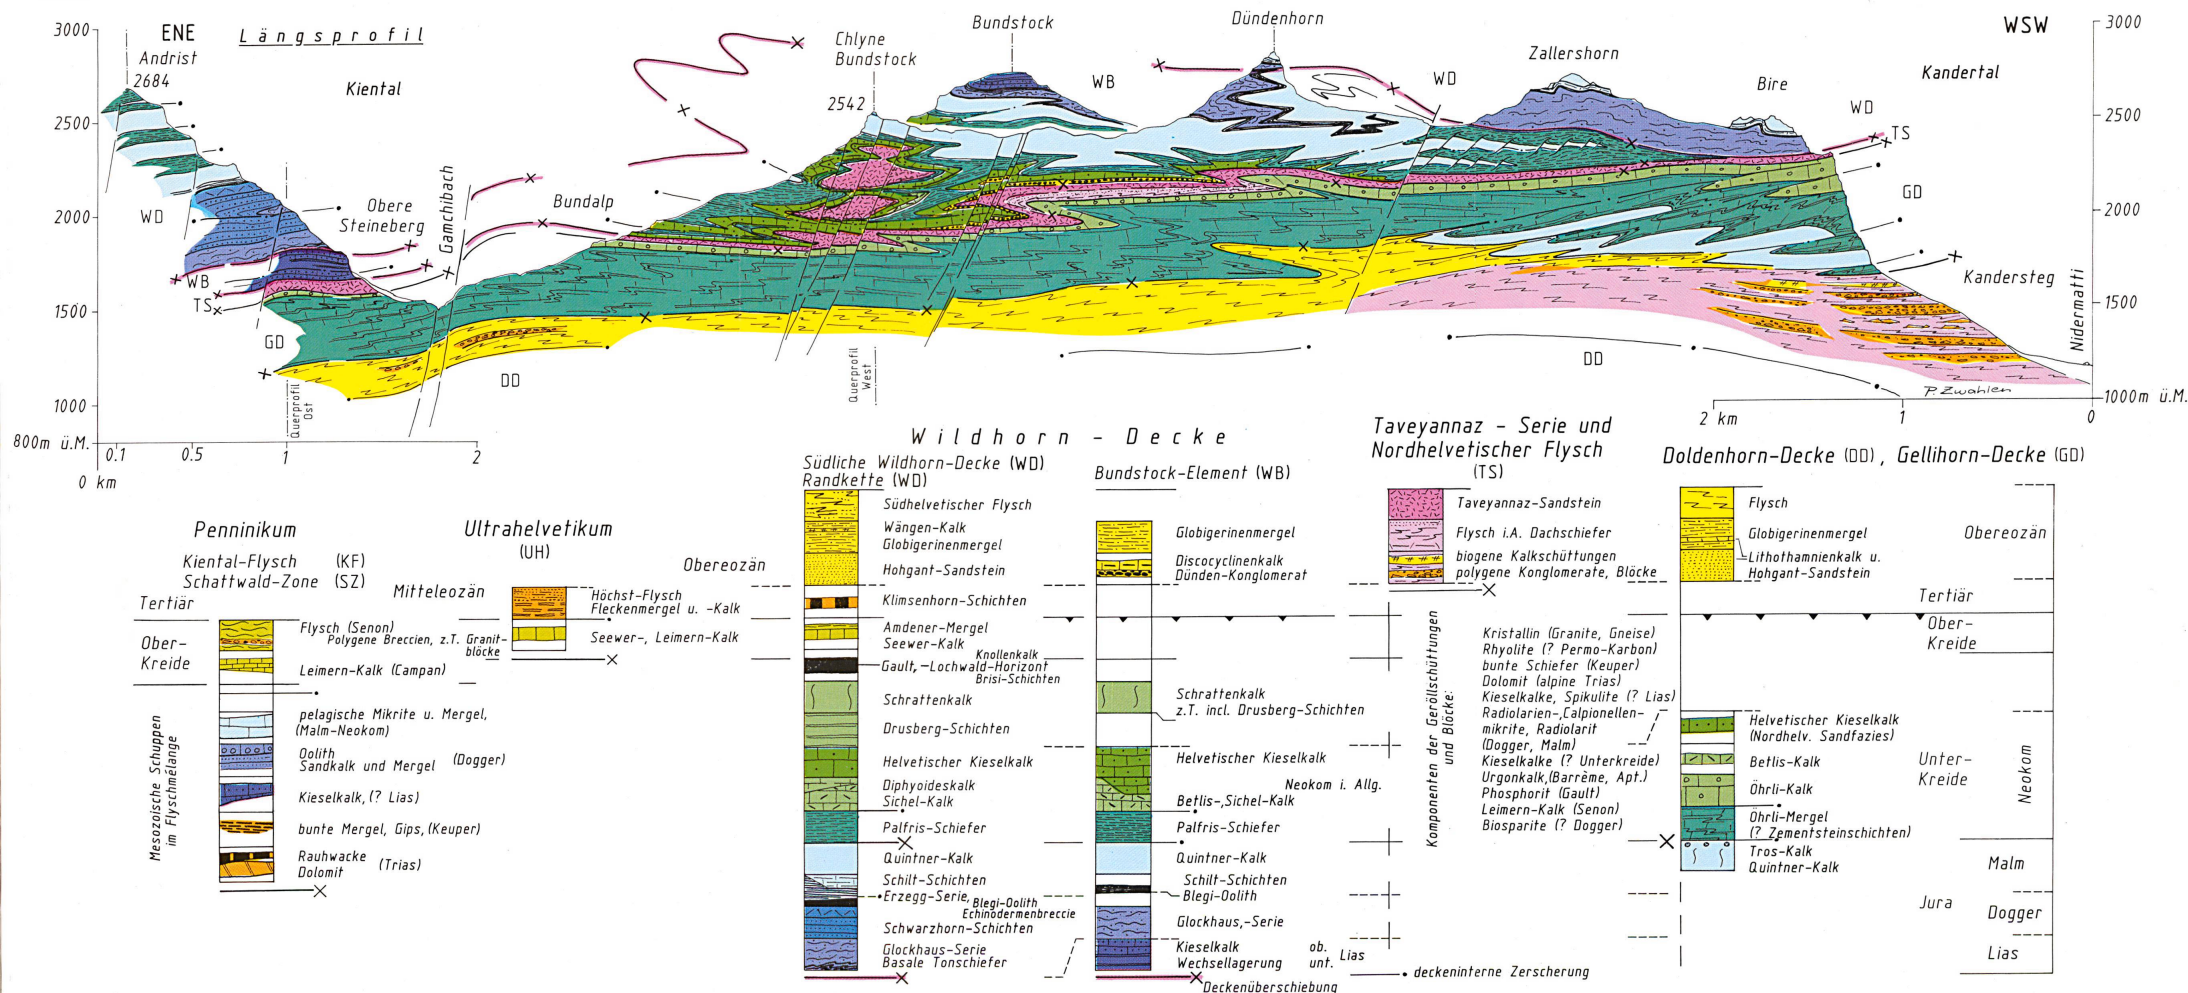 ENE
Längsprofil
WSW
3000
2500
2000
1500
1000
800m ü.M.
Andrist
2684
Kiental
WD
Obere
Steineberg
WB
TS
GD
Gamchibach
Bundalp
DD
Querprofil
Ost
Chlyne
Bundstock
2542
Bundstock
WB
Dündenhorn
WD
Zallershorn
Bire
Kandertal
WD
TS
GD
Kandersteg
Nidermatti
DD
Querprofil
West
P. Zwahlen
3000
2500
2000
1500
1000m ü.M.
2 km
1
0
0.1
0.5
1
2
0 km
Penninikum
Kiental-Flysch (KF)
Schattwald-Zone (SZ)
Tertiär
Ober-
Kreide
Flysch (Senon)
Polygene Breccien, z.T. Granit-
blöcke
Leimern-Kalk (Campan)
Mesozoische Schuppen
im Flyschmélange
pelagische Mikrite u. Mergel,
(Malm-Neokom)
Oolith
Sandkalk und Mergel (Dogger)
Kieselkalk, (? Lias)
bunte Mergel, Gips, (Keuper)
Rauhwacke
Dolomit (Trias)
Ultrahelvetikum
(UH)
Mitteleozän
Höchst-Flysch
Fleckenmergel u. -Kalk
Seewer-, Leimern-Kalk
Obereozän
Wildhorn - Decke
Südliche Wildhorn-Decke (WD)
Randkette (WD)
Südhelvetischer Flysch
Wängen-Kalk
Globigerinenmergel
Hohgant-Sandstein
Klimsenhorn-Schichten
Amdener-Mergel
Seewer-Kalk
Knollenkalk
Gault, -Lochwald-Horizont
Brisi-Schichten
Schrattenkalk
Drusberg-Schichten
Helvetischer Kieselkalk
Diphyoideskalk
Sichel-Kalk
Palfris-Schiefer
Quintner-Kalk
Schilt-Schichten
Erzegg-Serie, Blegi-Oolith
Echinodermenbreccie
Schwarzhorn-Schichten
Glockhaus-Serie
Basale Tonschiefer
Bundstock-Element (WB)
Globigerinenmergel
Discocyclinenkalk
Dünden-Konglomerat
Schrattenkalk
z.T. incl. Drusberg-Schichten
Helvetischer Kieselkalk
Neokom i. Allg.
Betlis-, Sichel-Kalk
Palfris-Schiefer
Quintner-Kalk
Schilt-Schichten
Blegi-Oolith
Glockhaus,-Serie
Kieselkalk ob.
Wechsellagerung unt. Lias
Deckenüberschiebung
deckeninterne Zerscherung
Taveyannaz - Serie und
Nordhelvetischer Flysch
(TS)
Taveyannaz-Sandstein
Flysch i.A. Dachschiefer
biogene Kalkschüttungen
polygene Konglomerate, Blöcke
Komponenten der Geröllschüttungen
und Blöcke:
Kristallin (Granite, Gneise)
Rhyolite (? Permo-Karbon)
bunte Schiefer (Keuper)
Dolomit (alpine Trias)
Kieselkalke, Spikulite (? Lias)
Radiolarien-,Calpionellen-
mikrite, Radiolarit
(Dogger, Malm)
Kieselkalke (? Unterkreide)
Urgonkalk,(Barrème, Apt.)
Phosphorit (Gault)
Leimern-Kalk (Senon)
Biosparite (? Dogger)
Doldenhorn-Decke (DD), Gellihorn-Decke (GD)
Flysch
Globigerinenmergel
Lithothamnienkalk u.
Hohgant-Sandstein
Helvetischer Kieselkalk
(Nordhelv. Sandfazies)
Betlis-Kalk
Öhrli-Kalk
Öhrli-Mergel
(? Zementsteinschichten)
Tros-Kalk
Quintner-Kalk
Obereozän
Tertiär
Ober-
Kreide
Unter-
Kreide
Neokom
Malm
Jura
Dogger
Lias